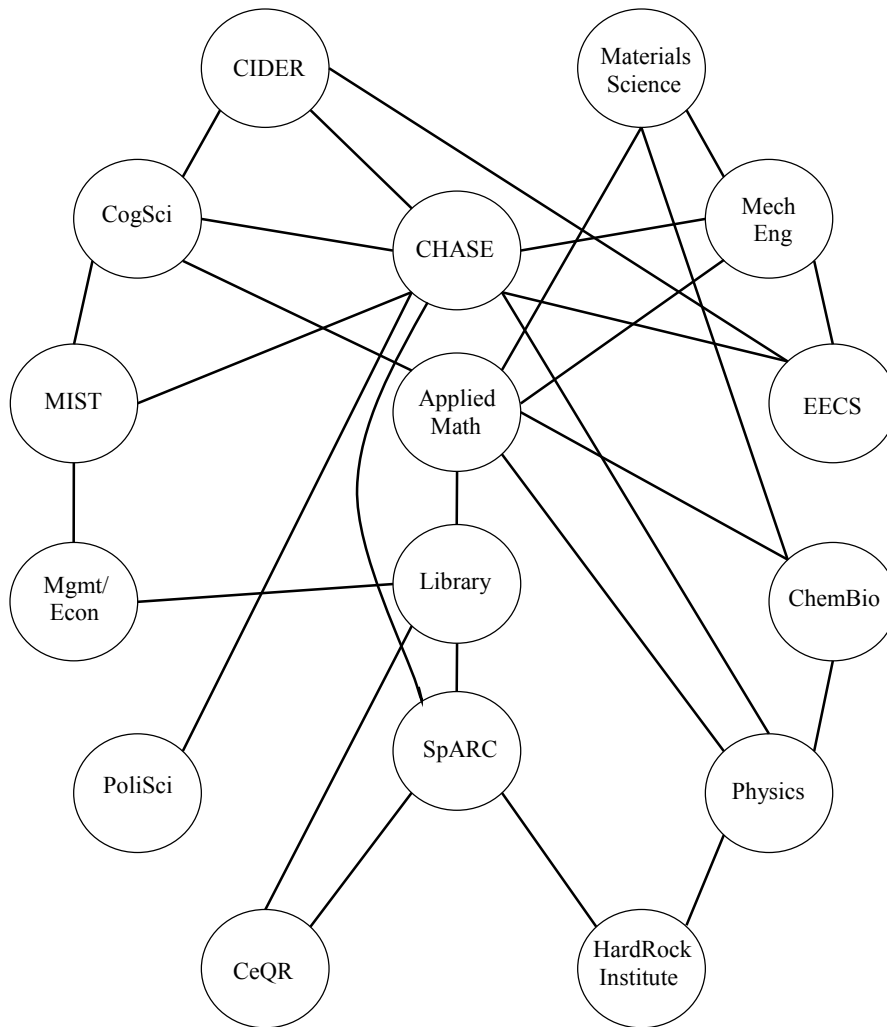 CIDER
Materials
Science
CogSci
CHASE
Mech
Eng
MIST
Applied
Math
EECS
Mgmt/
Econ
Library
ChemBio
PoliSci
SpARC
Physics
CeQR
HardRock
Institute